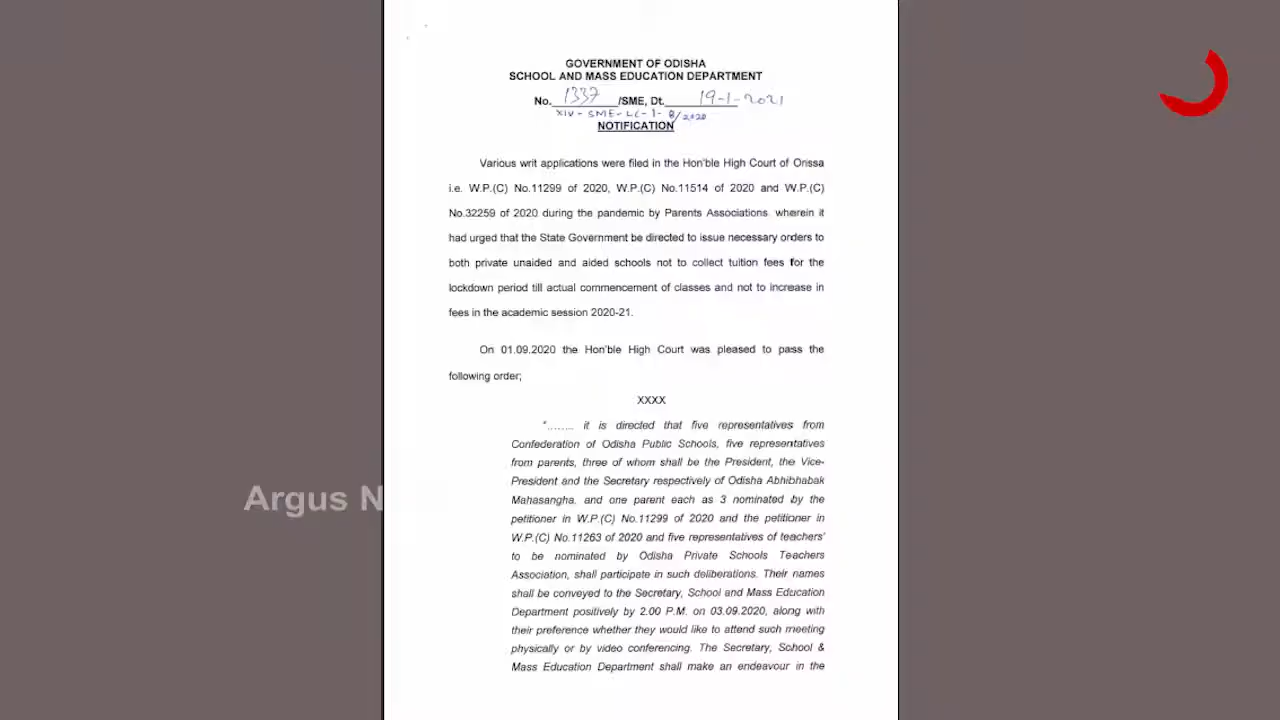 GOVERNMENT OF ODISHA
SCHOOL AND MASS EDUCATION DEPARTMENT
No. 1337 /SME, Dt. 19-1-2021
XIV - SME - LC - 1 - 8/2020
NOTIFICATION
Various writ applications were filed in the Hon'ble High Court of Orissa
i.e. W.P.(C) No.11299 of 2020, W.P.(C) No.11514 of 2020 and W.P.(C)
No.32259 of 2020 during the pandemic by Parents Associations wherein it
had urged that the State Government be directed to issue necessary orders to
both private unaided and aided schools not to collect tuition fees for the
lockdown period till actual commencement of classes and not to increase in
fees in the academic session 2020-21.
On 01.09.2020 the Hon'ble High Court was pleased to pass the
following order;
XXXX
"........ it is directed that five representatives from
Confederation of Odisha Public Schools, five representatives
from parents, three of whom shall be the President, the Vice-
President and the Secretary respectively of Odisha Abhibhabak
Mahasangha, and one parent each as 3 nominated by the
petitioner in W.P.(C) No.11299 of 2020 and the petitioner in
W.P.(C) No.11263 of 2020 and five representatives of teachers'
to be nominated by Odisha Private Schools Teachers
Association, shall participate in such deliberations. Their names
shall be conveyed to the Secretary, School and Mass Education
Department positively by 2.00 P.M. on 03.09.2020, along with
their preference whether they would like to attend such meeting
physically or by video conferencing. The Secretary, School &
Mass Education Department shall make an endeavour in the
Argus N